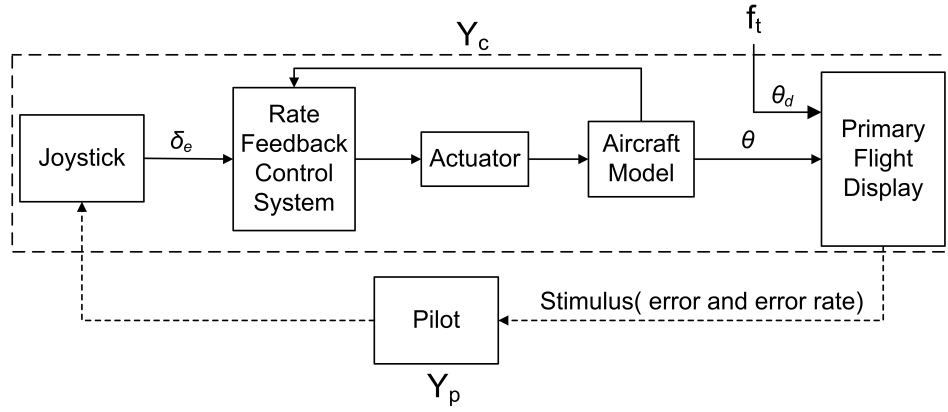 f_t
Y_c
θ_d
Joystick
δ_e
Rate
Feedback
Control
System
Actuator
Aircraft
Model
θ
Primary
Flight
Display
Stimulus( error and error rate)
Pilot
Y_p